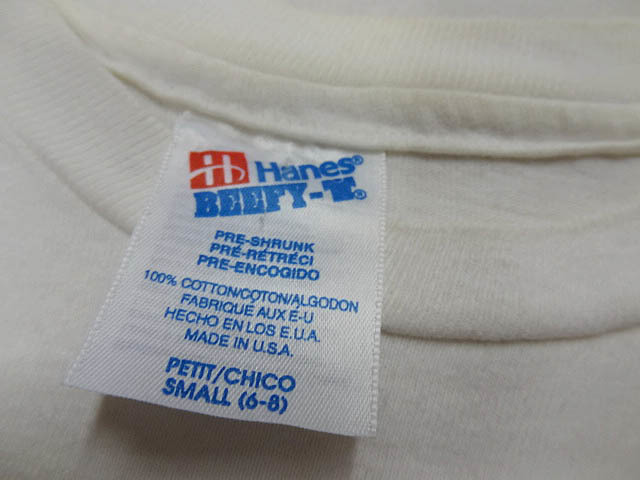 Hanes®
BEEFY-T®
PRE-SHRUNK
PRÉ-RÉTRÉCI
PRE-ENCOGIDO
100% COTTON/COTON/ALGODON
FABRIQUE AUX E-U
HECHO EN LOS E.U.A.
MADE IN U.S.A.
PETIT/CHICO
SMALL (6-8)